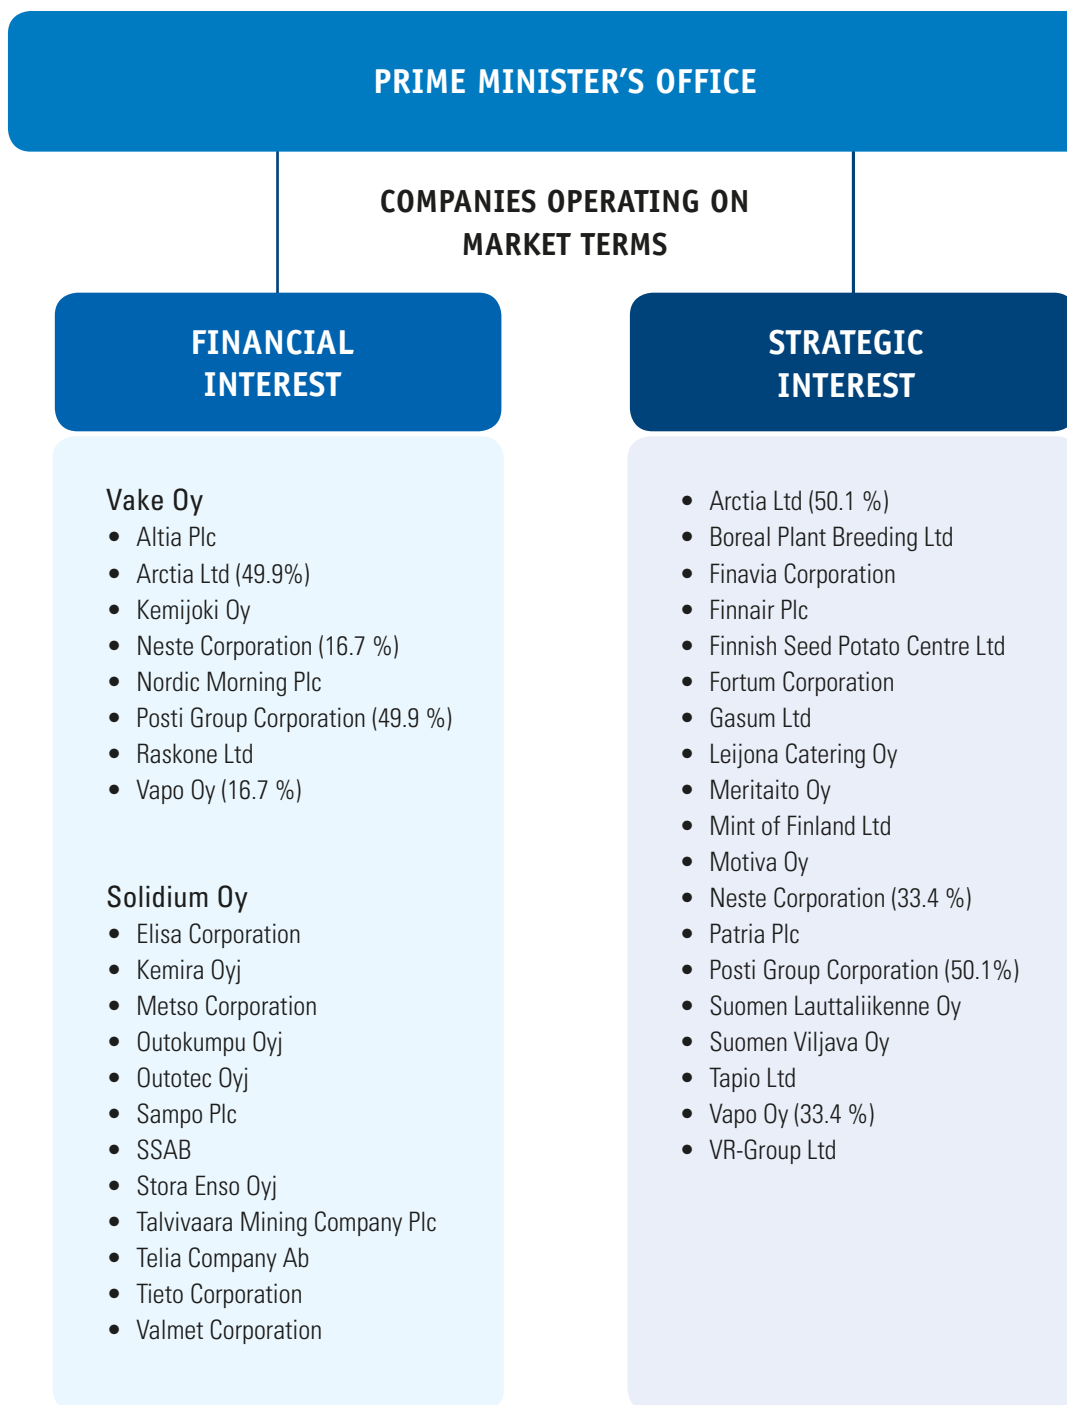 PRIME MINISTER’S OFFICE
COMPANIES OPERATING ON
MARKET TERMS
FINANCIAL
INTEREST
Vake Oy
• Altia Plc
• Arctia Ltd (49.9%)
• Kemijoki Oy
• Neste Corporation (16.7 %)
• Nordic Morning Plc
• Posti Group Corporation (49.9 %)
• Raskone Ltd
• Vapo Oy (16.7 %)
Solidium Oy
• Elisa Corporation
• Kemira Oyj
• Metso Corporation
• Outokumpu Oyj
• Outotec Oyj
• Sampo Plc
• SSAB
• Stora Enso Oyj
• Talvivaara Mining Company Plc
• Telia Company Ab
• Tieto Corporation
• Valmet Corporation
STRATEGIC
INTEREST
• Arctia Ltd (50.1 %)
• Boreal Plant Breeding Ltd
• Finavia Corporation
• Finnair Plc
• Finnish Seed Potato Centre Ltd
• Fortum Corporation
• Gasum Ltd
• Leijona Catering Oy
• Meritaito Oy
• Mint of Finland Ltd
• Motiva Oy
• Neste Corporation (33.4 %)
• Patria Plc
• Posti Group Corporation (50.1%)
• Suomen Lauttaliikenne Oy
• Suomen Viljava Oy
• Tapio Ltd
• Vapo Oy (33.4 %)
• VR-Group Ltd